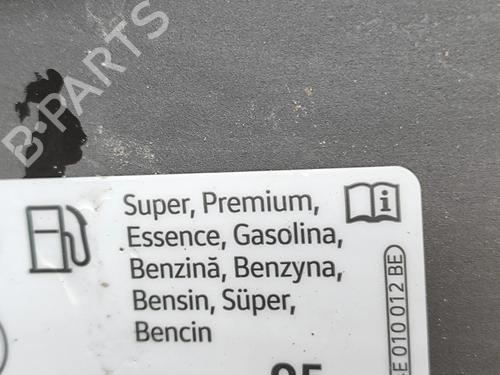 B-PARTS
Super, Premium,
Essence, Gasolina,
Benzină, Benzyna,
Bensin, Süper,
Bencin
E 010 012 BE